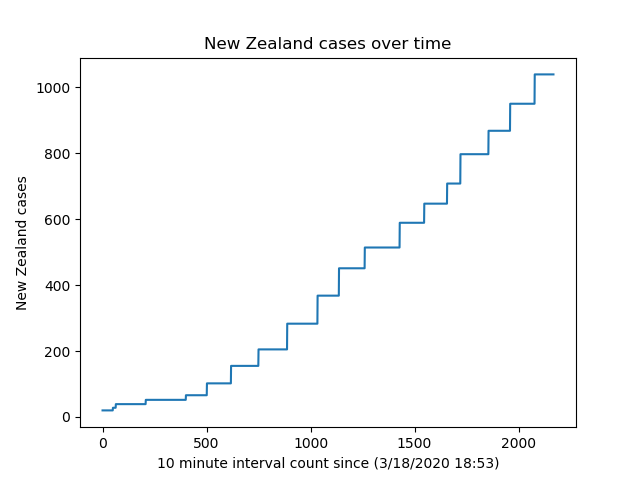 New Zealand cases over time
1000
800
600
400
200
0
New Zealand cases
0 500 1000 1500 2000
10 minute interval count since (3/18/2020 18:53)